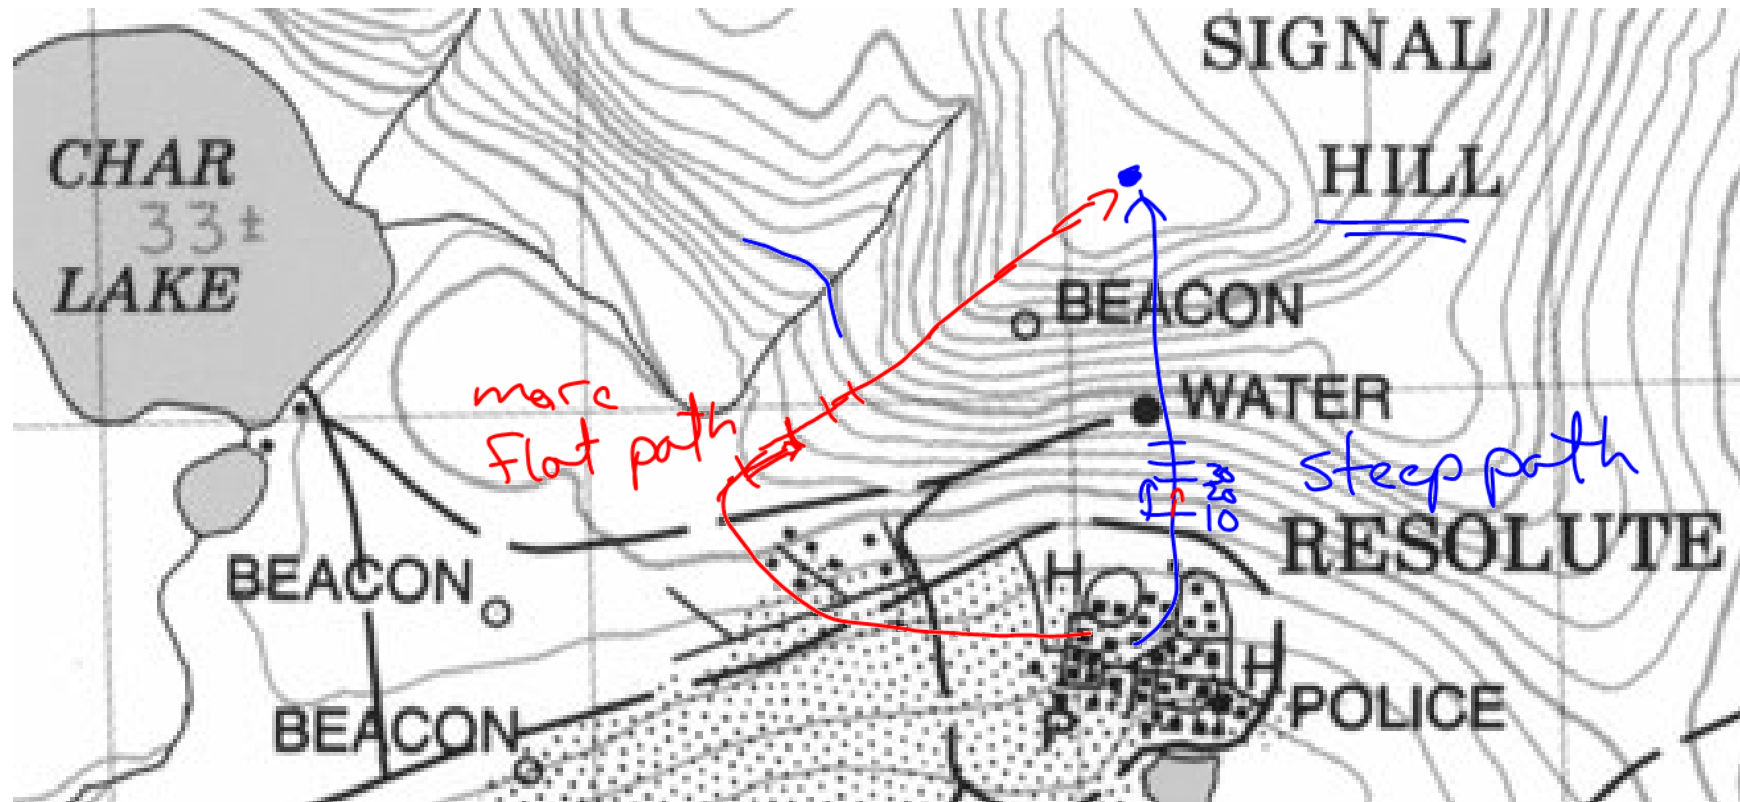 SIGNAL
HILL
CHAR
33±
LAKE
BEACON
WATER
more
Flat path
steep path
30
20
10
RESOLUTE
H
BEACON
H
POLICE
P
BEACON